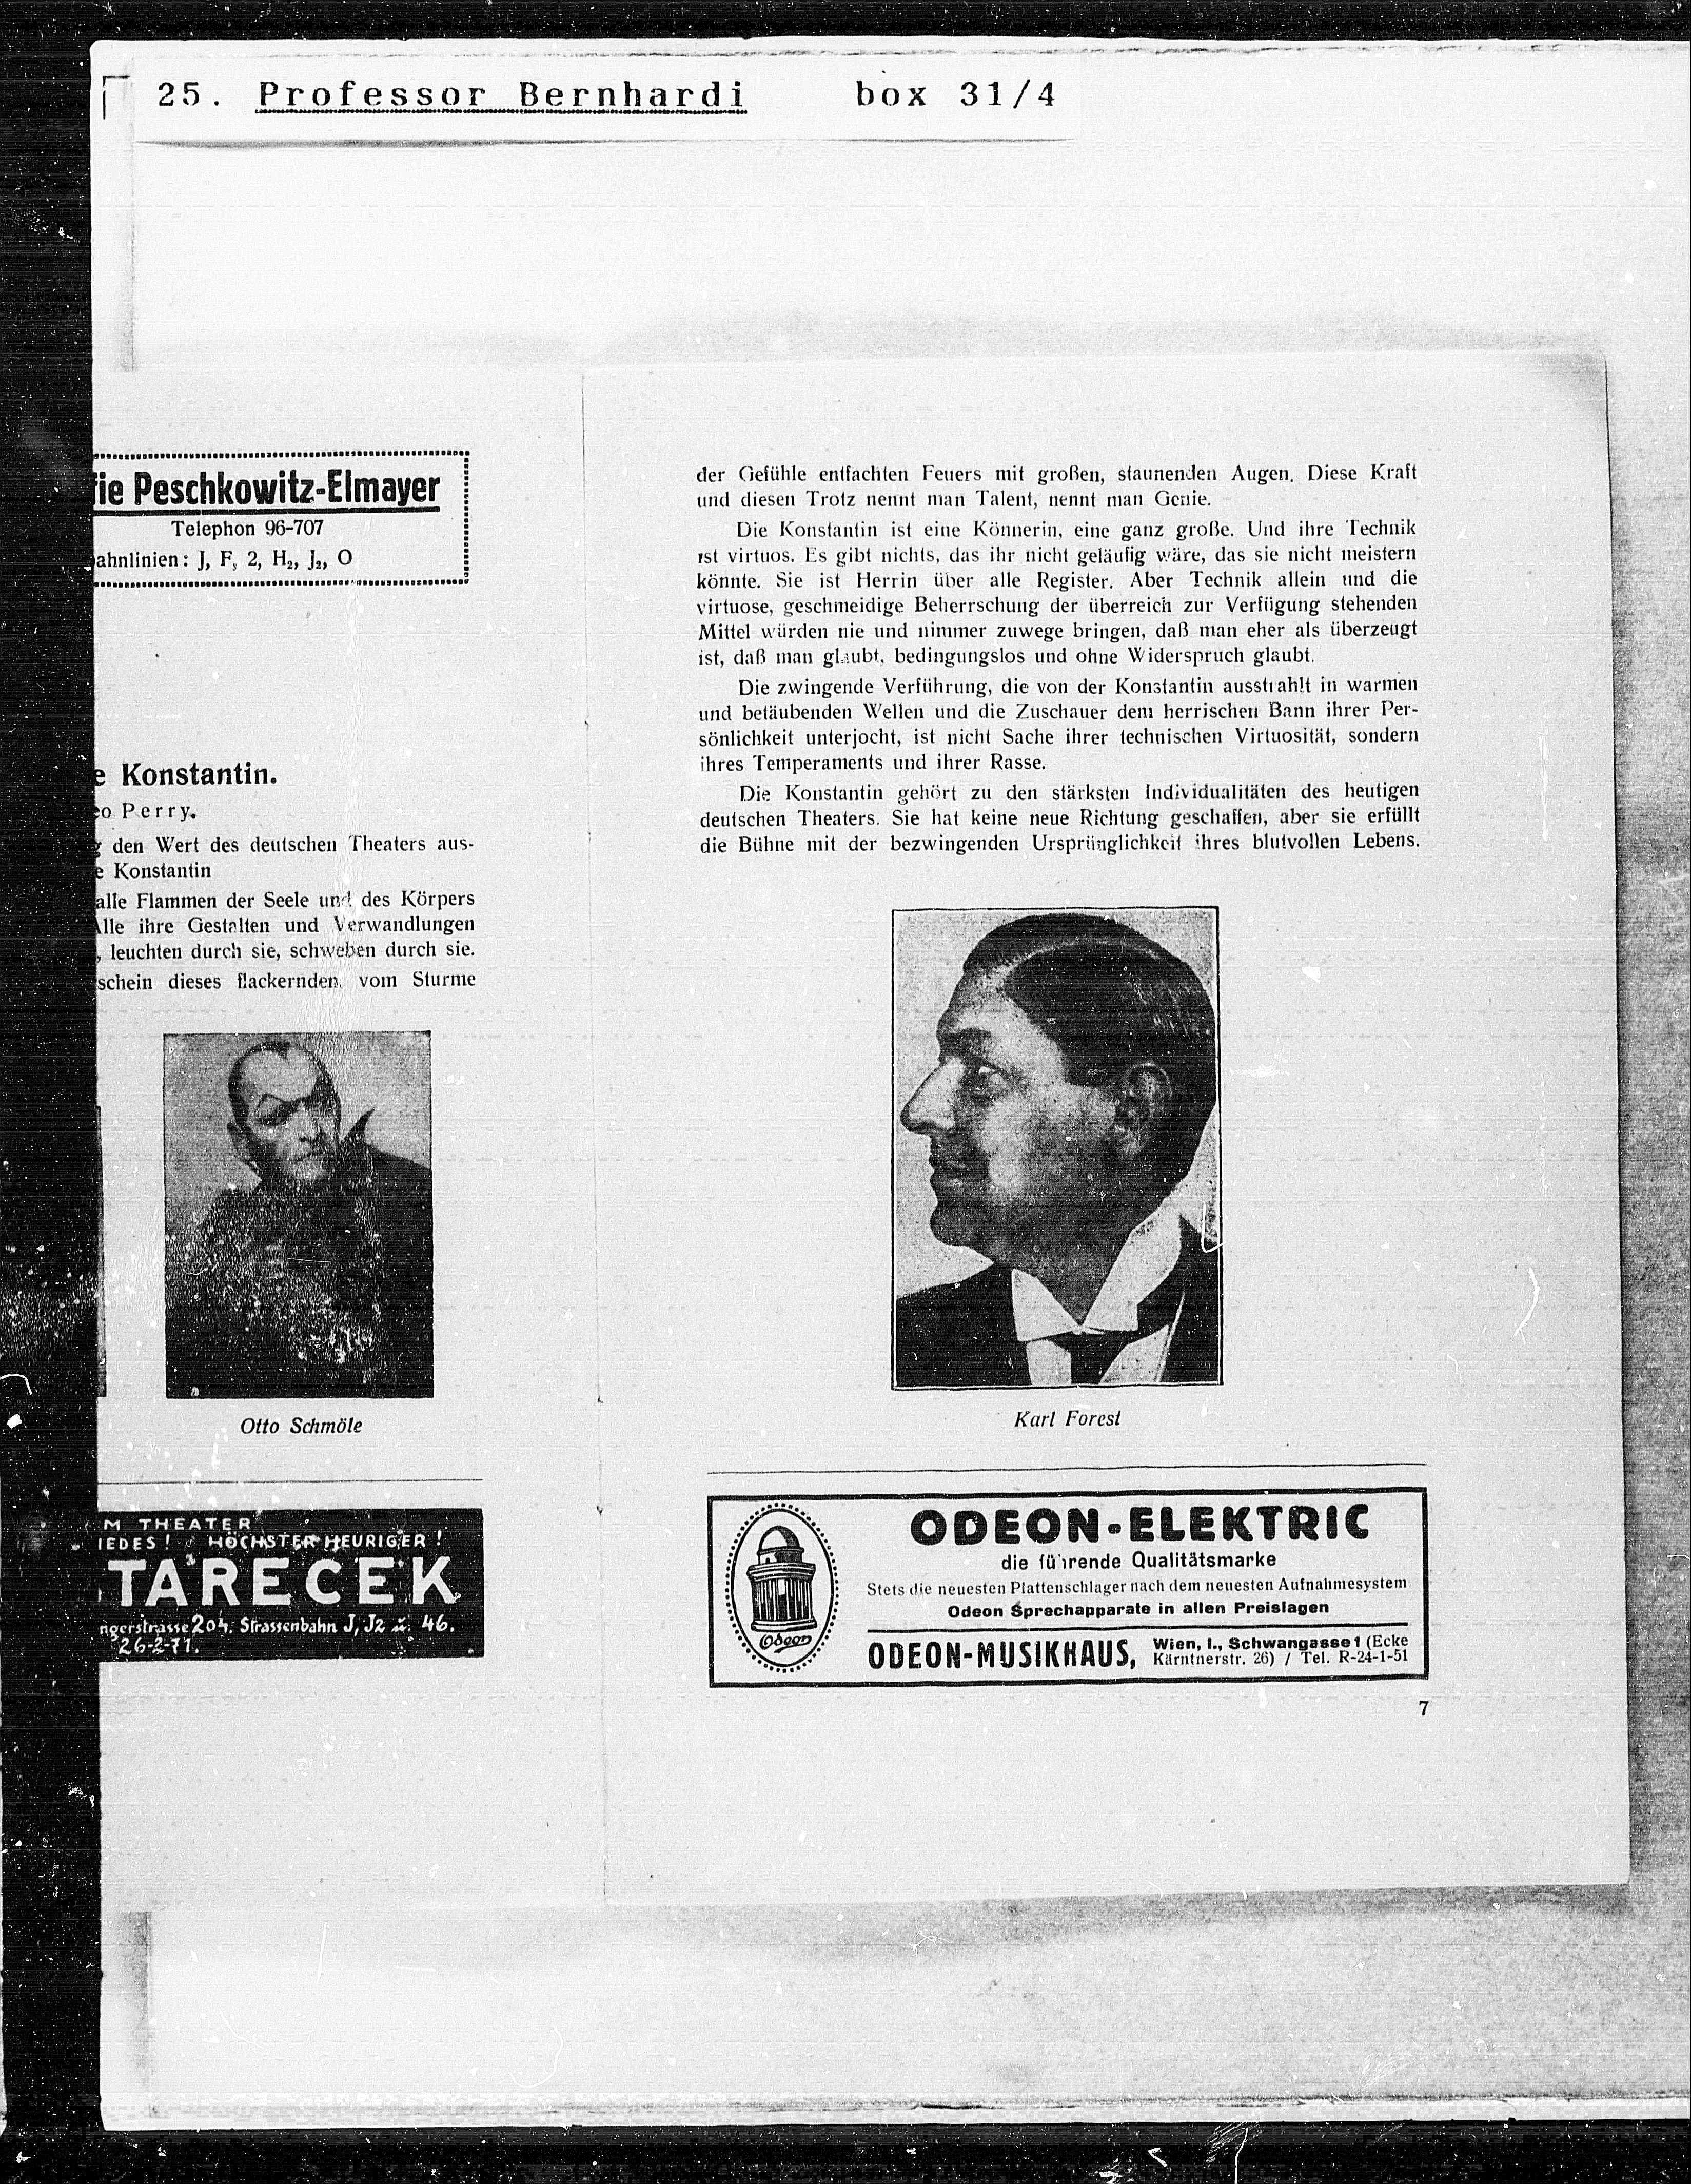 25. Professor Bernhardi box 31/4
Peschkowitz-Elmayer
Telephon 96-707
ahnlinien: J, F, 2, H₂, J₂, O
e Konstantin.
eo Perry.
den Wert des deutschen Theaters aus-
e Konstantin
alle Flammen der Seele und des Körpers
lle ihre Gestalten und Verwandlungen
, leuchten durch sie, schweben durch sie.
schein dieses flackernden, vom Sturme
Otto Schmöle
M THEATER
IEDES! HÖCHSTER HEURIGER!
TARECEK
ngerstrasse 204. Strassenbahn J, J2 u. 46.
26-2-71.
der Gefühle entfachten Feuers mit großen, staunenden Augen. Diese Kraft
und diesen Trotz nennt man Talent, nennt man Genie.
Die Konstantin ist eine Könnerin, eine ganz große. Und ihre Technik
ist virtuos. Es gibt nichts, das ihr nicht geläufig wäre, das sie nicht meistern
könnte. Sie ist Herrin über alle Register. Aber Technik allein und die
virtuose, geschmeidige Beherrschung der überreich zur Verfügung stehenden
Mittel würden nie und nimmer zuwege bringen, daß man eher als überzeugt
ist, daß man glaubt, bedingungslos und ohne Widerspruch glaubt.
Die zwingende Verführung, die von der Konstantin ausstrahlt in warmen
und betäubenden Wellen und die Zuschauer dem herrischen Bann ihrer Per-
sönlichkeit unterjocht, ist nicht Sache ihrer technischen Virtuosität, sondern
ihres Temperaments und ihrer Rasse.
Die Konstantin gehört zu den stärksten Individualitäten des heutigen
deutschen Theaters. Sie hat keine neue Richtung geschaffen, aber sie erfüllt
die Bühne mit der bezwingenden Ursprünglichkeit ihres blutvollen Lebens.
Karl Forest
Odeon
ODEON-ELEKTRIC
die führende Qualitätsmarke
Stets die neuesten Plattenschlager nach dem neuesten Aufnahmesystem
Odeon Sprechapparate in allen Preislagen
ODEON-MUSIKHAUS, Wien, I., Schwangasse 1 (Ecke
Kärntnerstr. 26) / Tel. R-24-1-51
7